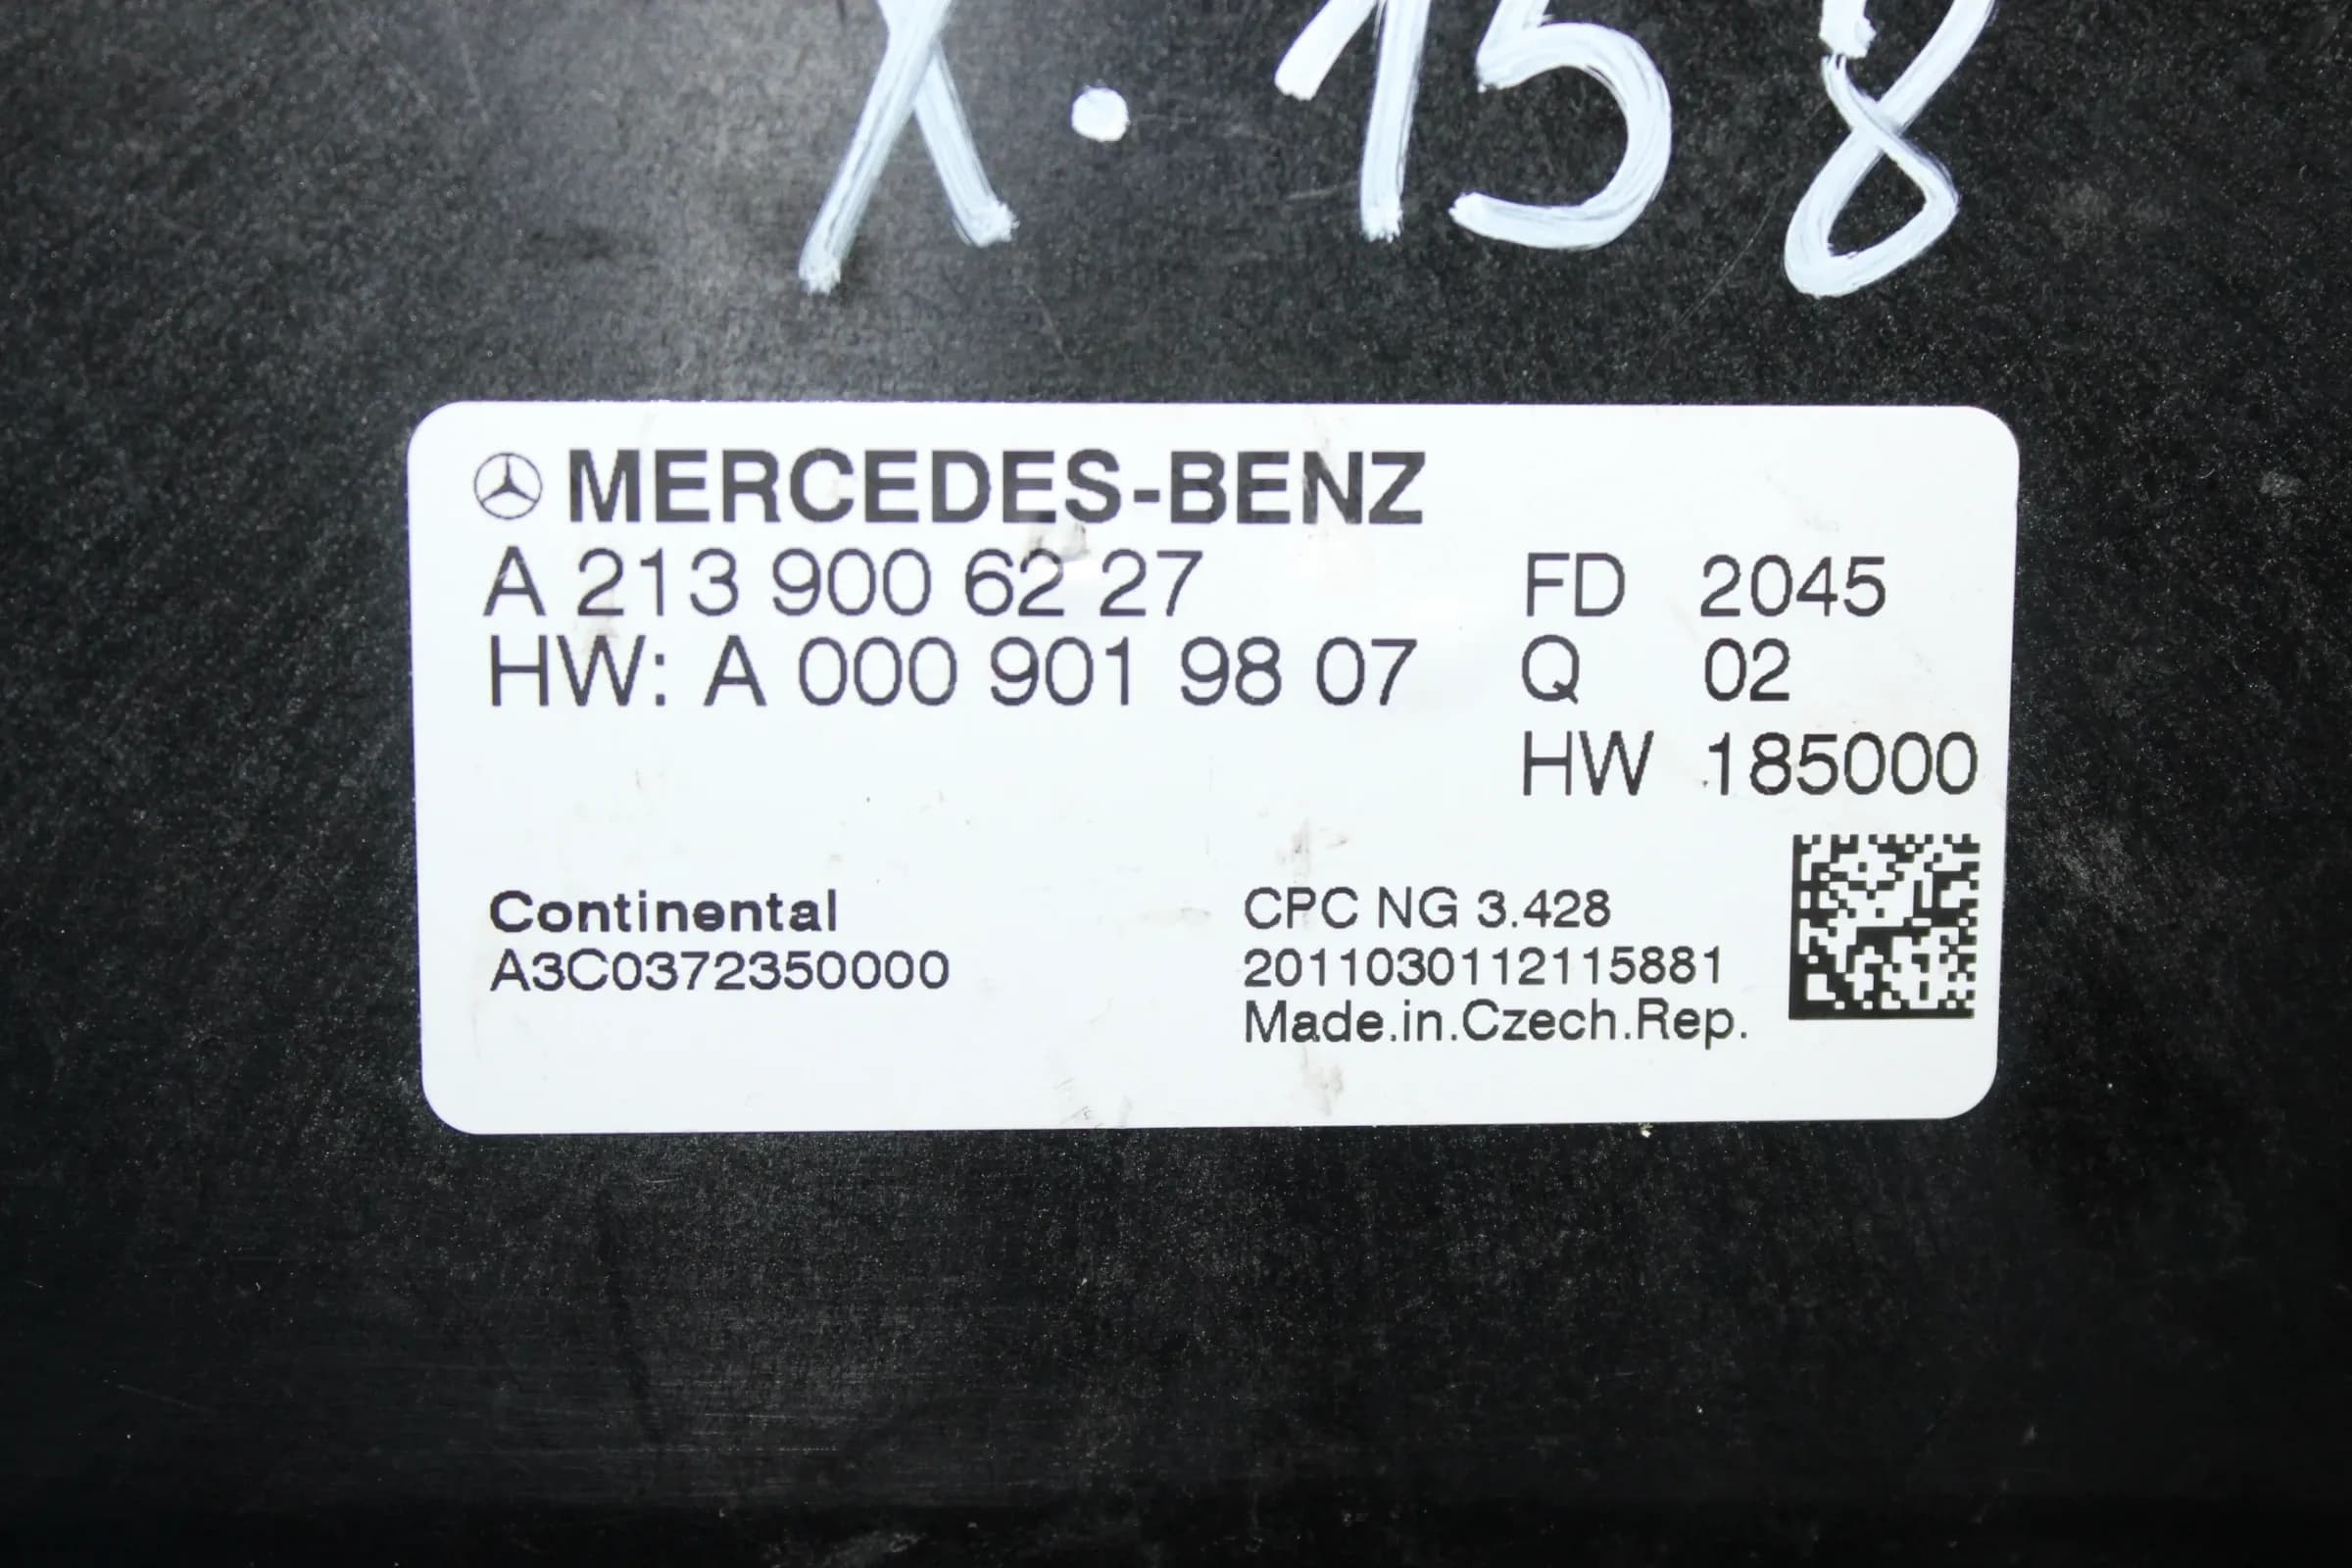 X. 158
MERCEDES-BENZ
A 213 900 62 27
HW: A 000 901 98 07
FD 2045
Q 02
HW 185000
Continental
A3C0372350000
CPC NG 3.428
2011030112115881
Made.in.Czech.Rep.